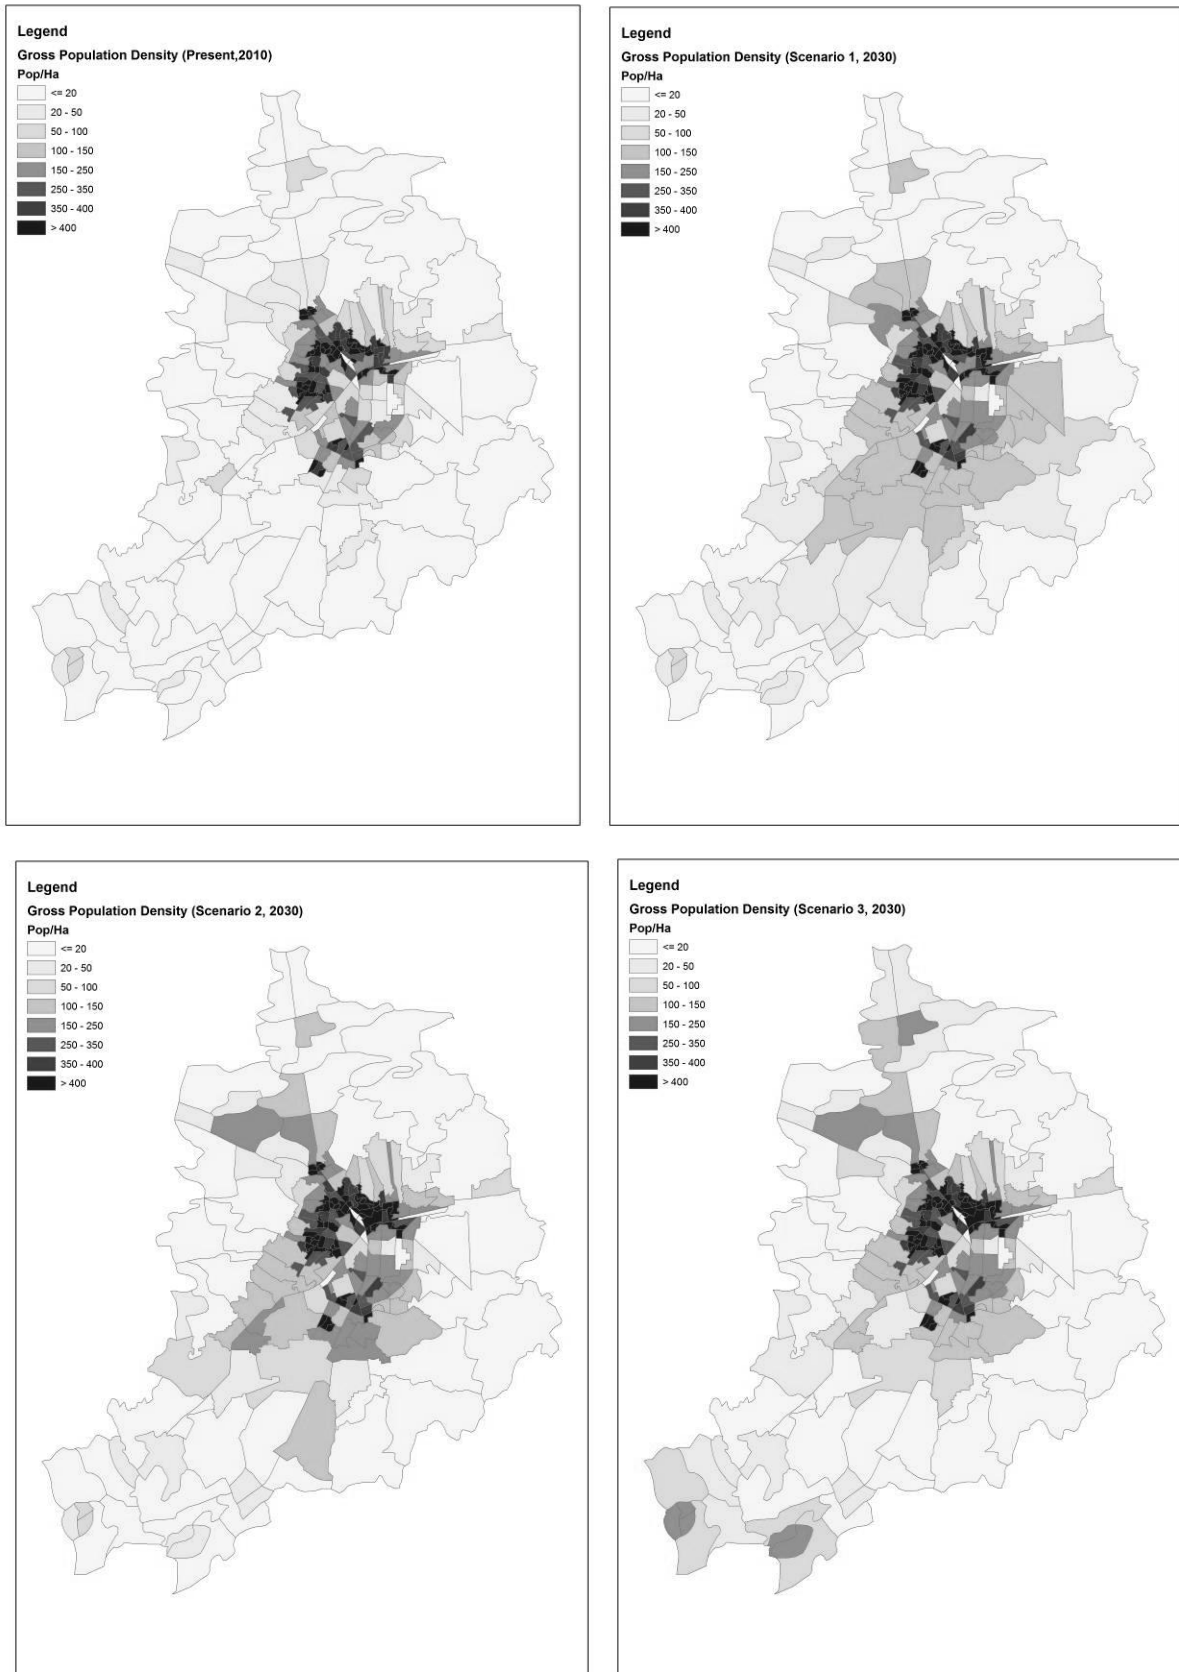 Legend
Gross Population Density (Present,2010)
Pop/Ha
<= 20
20 - 50
50 - 100
100 - 150
150 - 250
250 - 350
350 - 400
> 400
Legend
Gross Population Density (Scenario 1, 2030)
Pop/Ha
<= 20
20 - 50
50 - 100
100 - 150
150 - 250
250 - 350
350 - 400
> 400
Legend
Gross Population Density (Scenario 2, 2030)
Pop/Ha
<= 20
20 - 50
50 - 100
100 - 150
150 - 250
250 - 350
350 - 400
> 400
Legend
Gross Population Density (Scenario 3, 2030)
Pop/Ha
<= 20
20 - 50
50 - 100
100 - 150
150 - 250
250 - 350
350 - 400
> 400